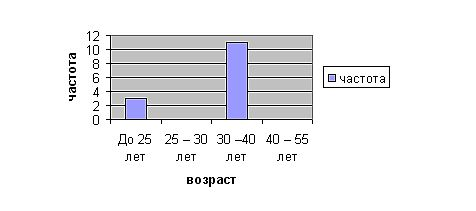 частота
12
10
8
6
4
2
0
До 25 лет
25 – 30 лет
30 –40 лет
40 – 55 лет
возраст
частота